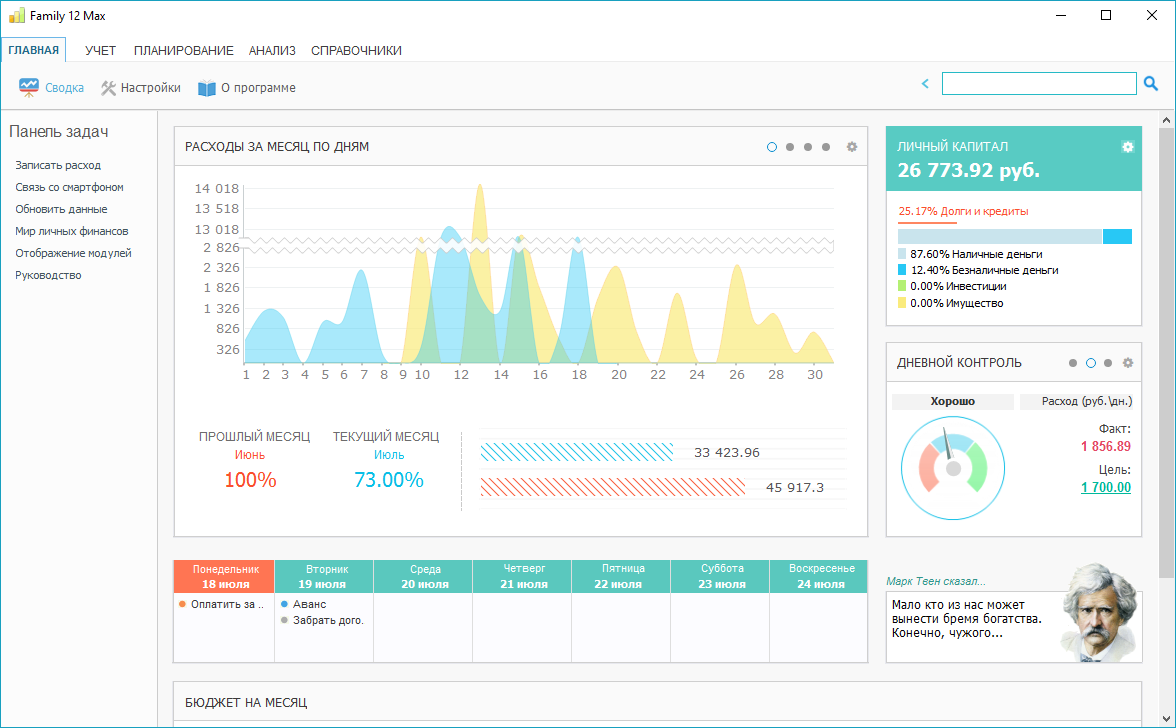 Family 12 Max
ГЛАВНАЯ УЧЕТ ПЛАНИРОВАНИЕ АНАЛИЗ СПРАВОЧНИКИ
Сводка Настройки О программе
Панель задач
Записать расход
Связь со смартфоном
Обновить данные
Мир личных финансов
Отображение модулей
Руководство
РАСХОДЫ ЗА МЕСЯЦ ПО ДНЯМ
14 018
13 518
13 018
2 826
2 326
1 826
1 326
826
326
1 2 3 4 5 6 7 8 9 10 12 14 16 18 20 22 24 26 28 30
ПРОШЛЫЙ МЕСЯЦ ТЕКУЩИЙ МЕСЯЦ
Июнь Июль
100% 73.00%
33 423.96
45 917.3
ЛИЧНЫЙ КАПИТАЛ
26 773.92 руб.
25.17% Долги и кредиты
87.60% Наличные деньги
12.40% Безналичные деньги
0.00% Инвестиции
0.00% Имущество
ДНЕВНОЙ КОНТРОЛЬ
Хорошо Расход (руб.\дн.)
Факт:
1 856.89
Цель:
1 700.00
Понедельник Вторник Среда Четверг Пятница Суббота Воскресенье
18 июля 19 июля 20 июля 21 июля 22 июля 23 июля 24 июля
Оплатить за .. Аванс
Забрать дого.
Марк Твен сказал...
Мало кто из нас может
вынести бремя богатства.
Конечно, чужого...
БЮДЖЕТ НА МЕСЯЦ